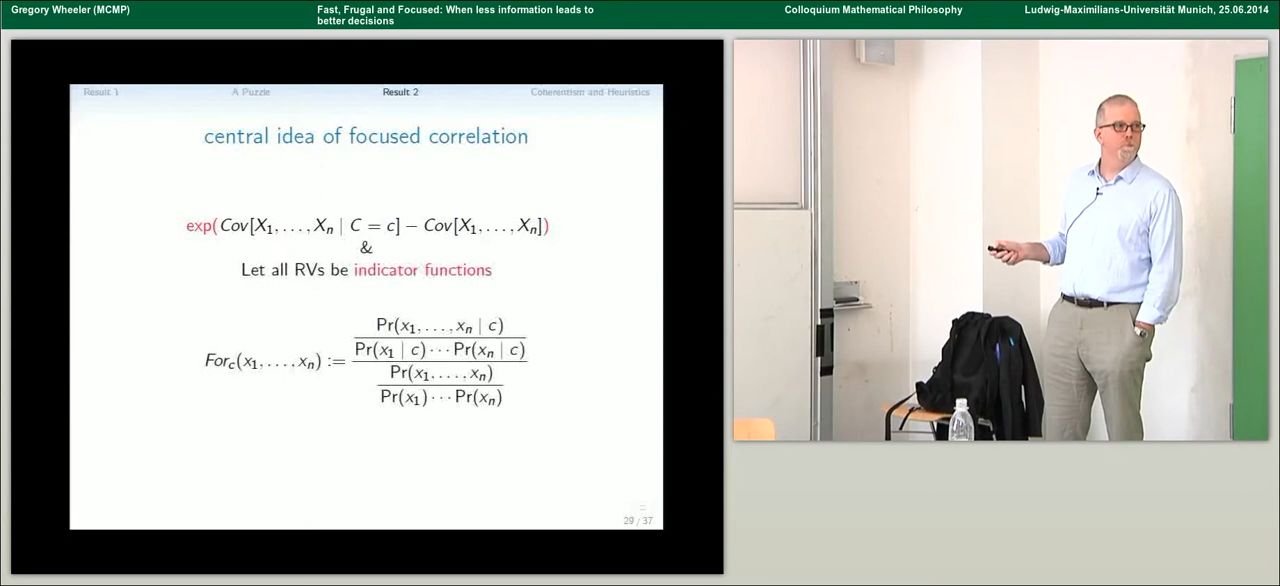 Gregory Wheeler (MCMP)
Fast, Frugal and Focused: When less information leads to
better decisions
Colloquium Mathematical Philosophy
Ludwig-Maximilians-Universität Munich, 25.06.2014
Result 1 A Puzzle Result 2 Coherentism and Heuristics
central idea of focused correlation
exp(Cov[X₁, . . . , Xₙ | C = c] − Cov[X₁, . . . , Xₙ])
&
Let all RVs be indicator functions
Pr(x₁, . . . , xₙ | c)
Pr(x₁ | c) · · · Pr(xₙ | c)
For_c(x₁, . . . , xₙ) :=
Pr(x₁, . . . , xₙ)
Pr(x₁) · · · Pr(xₙ)
29 / 37